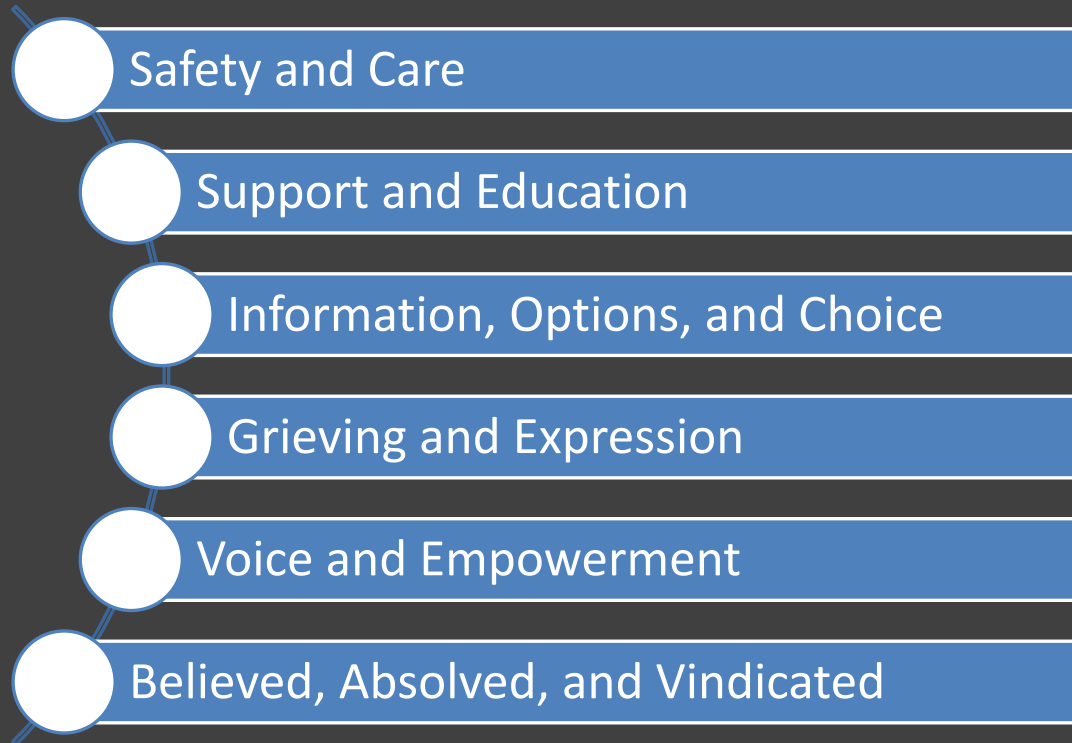 Safety and Care
Support and Education
Information, Options, and Choice
Grieving and Expression
Voice and Empowerment
Believed, Absolved, and Vindicated